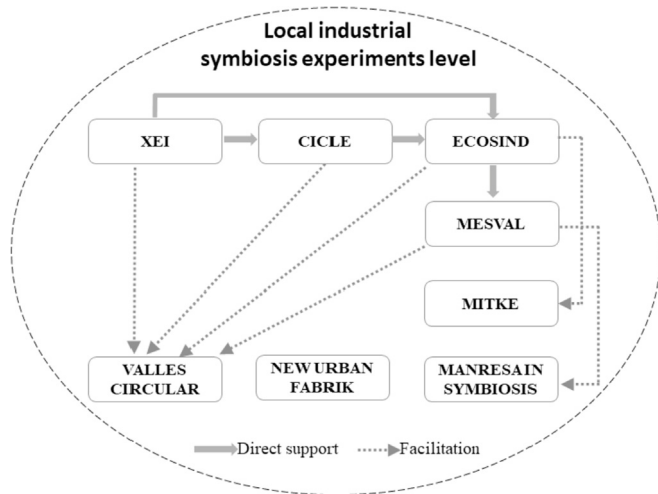 Local industrial
symbiosis experiments level
XEI
CICLE
ECOSIND
MESVAL
MITKE
VALLES
CIRCULAR
NEW URBAN
FABRIK
MANRESA IN
SYMBIOSIS
Direct support
Facilitation